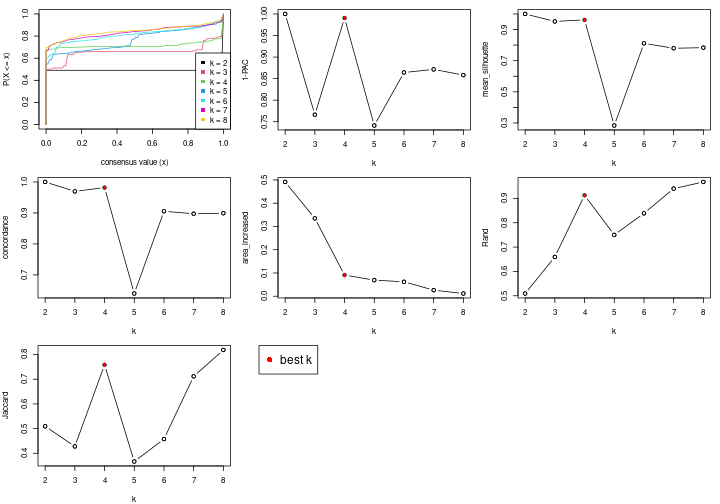 P(X <= x)
1.0
0.8
0.6
0.4
0.2
0.0
k = 2
k = 3
k = 4
k = 5
k = 6
k = 7
k = 8
0.0 0.2 0.4 0.6 0.8 1.0
consensus value (x)
1-PAC
1.00
0.95
0.90
0.85
0.80
0.75
2 3 4 5 6 7 8
k
mean_silhouette
0.9
0.7
0.5
0.3
2 3 4 5 6 7 8
k
concordance
1.0
0.9
0.8
0.7
2 3 4 5 6 7 8
k
area_increased
0.5
0.4
0.3
0.2
0.1
0.0
2 3 4 5 6 7 8
k
Rand
0.9
0.8
0.7
0.6
0.5
2 3 4 5 6 7 8
k
Jaccard
0.8
0.7
0.6
0.5
0.4
2 3 4 5 6 7 8
k
best k